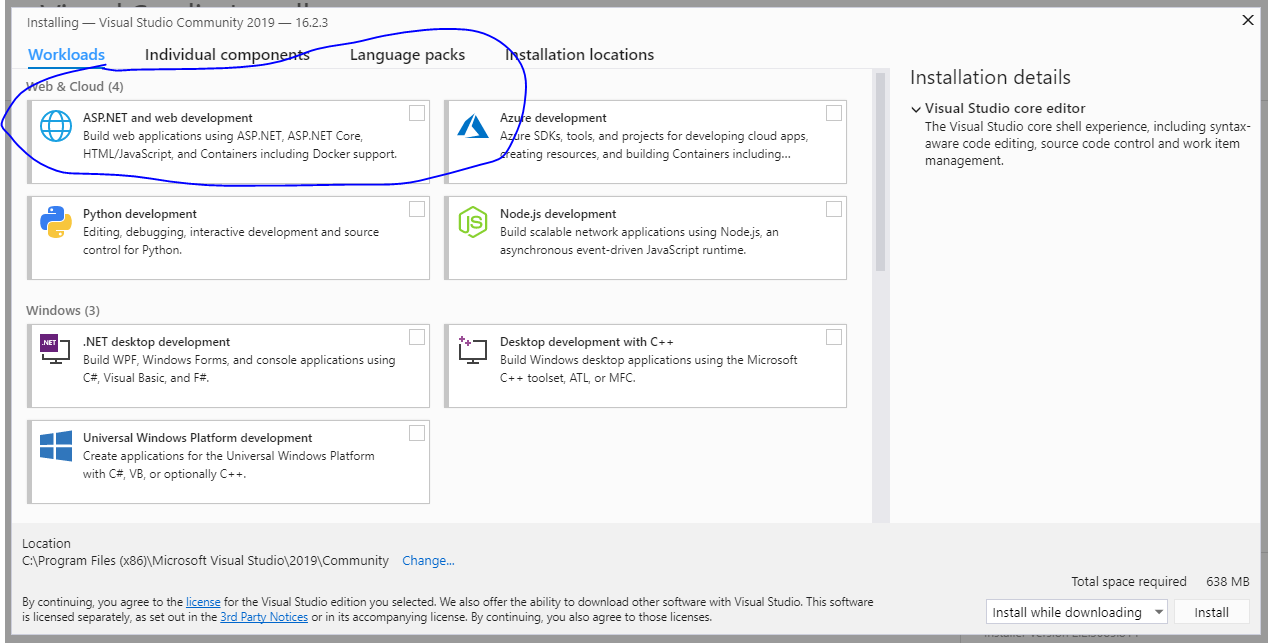 Installing — Visual Studio Community 2019 — 16.2.3
Workloads Individual components Language packs Installation locations
Web & Cloud (4)
ASP.NET and web development
Build web applications using ASP.NET, ASP.NET Core,
HTML/JavaScript, and Containers including Docker support.
Azure development
Azure SDKs, tools, and projects for developing cloud apps,
creating resources, and building Containers including...
Python development
Editing, debugging, interactive development and source
control for Python.
Node.js development
Build scalable network applications using Node.js, an
asynchronous event-driven JavaScript runtime.
JS
Windows (3)
.NET
.NET desktop development
Build WPF, Windows Forms, and console applications using
C#, Visual Basic, and F#.
Desktop development with C++
Build Windows desktop applications using the Microsoft
C++ toolset, ATL, or MFC.
Universal Windows Platform development
Create applications for the Universal Windows Platform
with C#, VB, or optionally C++.
Installation details
Visual Studio core editor
The Visual Studio core shell experience, including syntax-
aware code editing, source code control and work item
management.
Location
C:\Program Files (x86)\Microsoft Visual Studio\2019\Community Change...
Total space required 638 MB
By continuing, you agree to the license for the Visual Studio edition you selected. We also offer the ability to download other software with Visual Studio. This software
is licensed separately, as set out in the 3rd Party Notices or in its accompanying license. By continuing, you also agree to those licenses.
Install while downloading Install